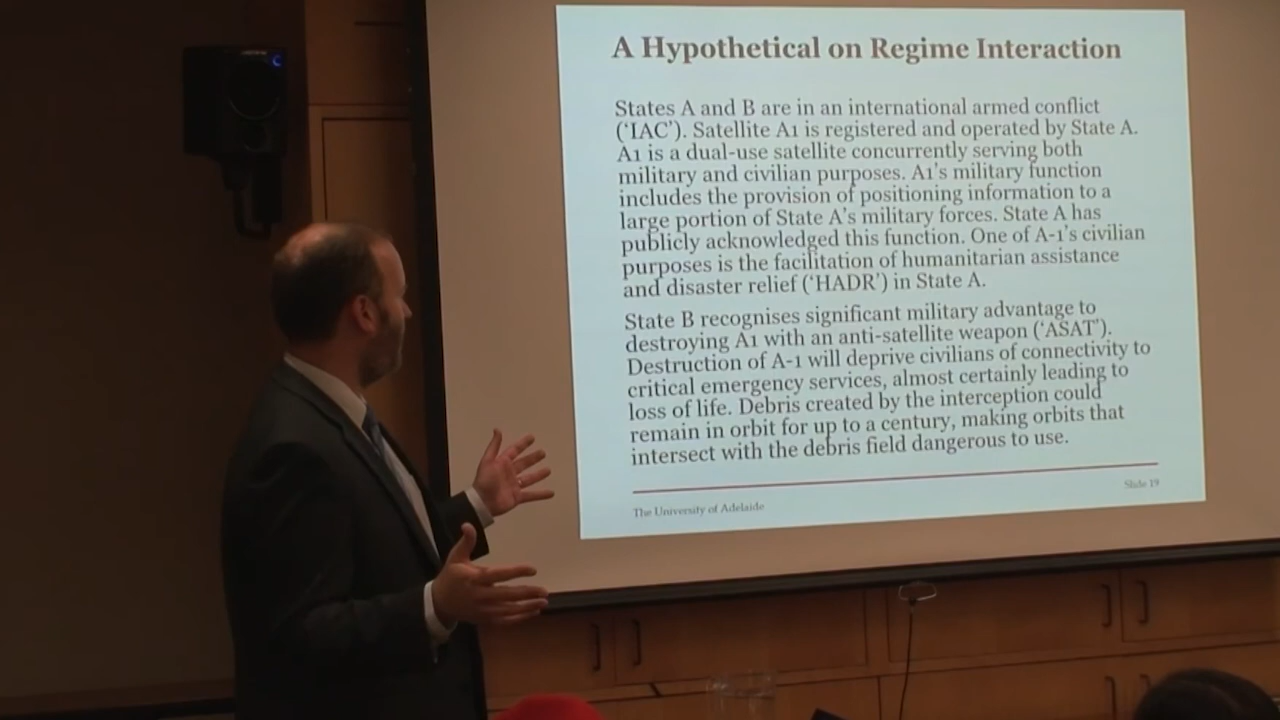 A Hypothetical on Regime Interaction
States A and B are in an international armed conflict
('IAC'). Satellite A1 is registered and operated by State A.
A1 is a dual-use satellite concurrently serving both
military and civilian purposes. A1's military function
includes the provision of positioning information to a
large portion of State A's military forces. State A has
publicly acknowledged this function. One of A-1's civilian
purposes is the facilitation of humanitarian assistance
and disaster relief ('HADR') in State A.
State B recognises significant military advantage to
destroying A1 with an anti-satellite weapon ('ASAT').
Destruction of A-1 will deprive civilians of connectivity to
critical emergency services, almost certainly leading to
loss of life. Debris created by the interception could
remain in orbit for up to a century, making orbits that
intersect with the debris field dangerous to use.
Slide 19
The University of Adelaide